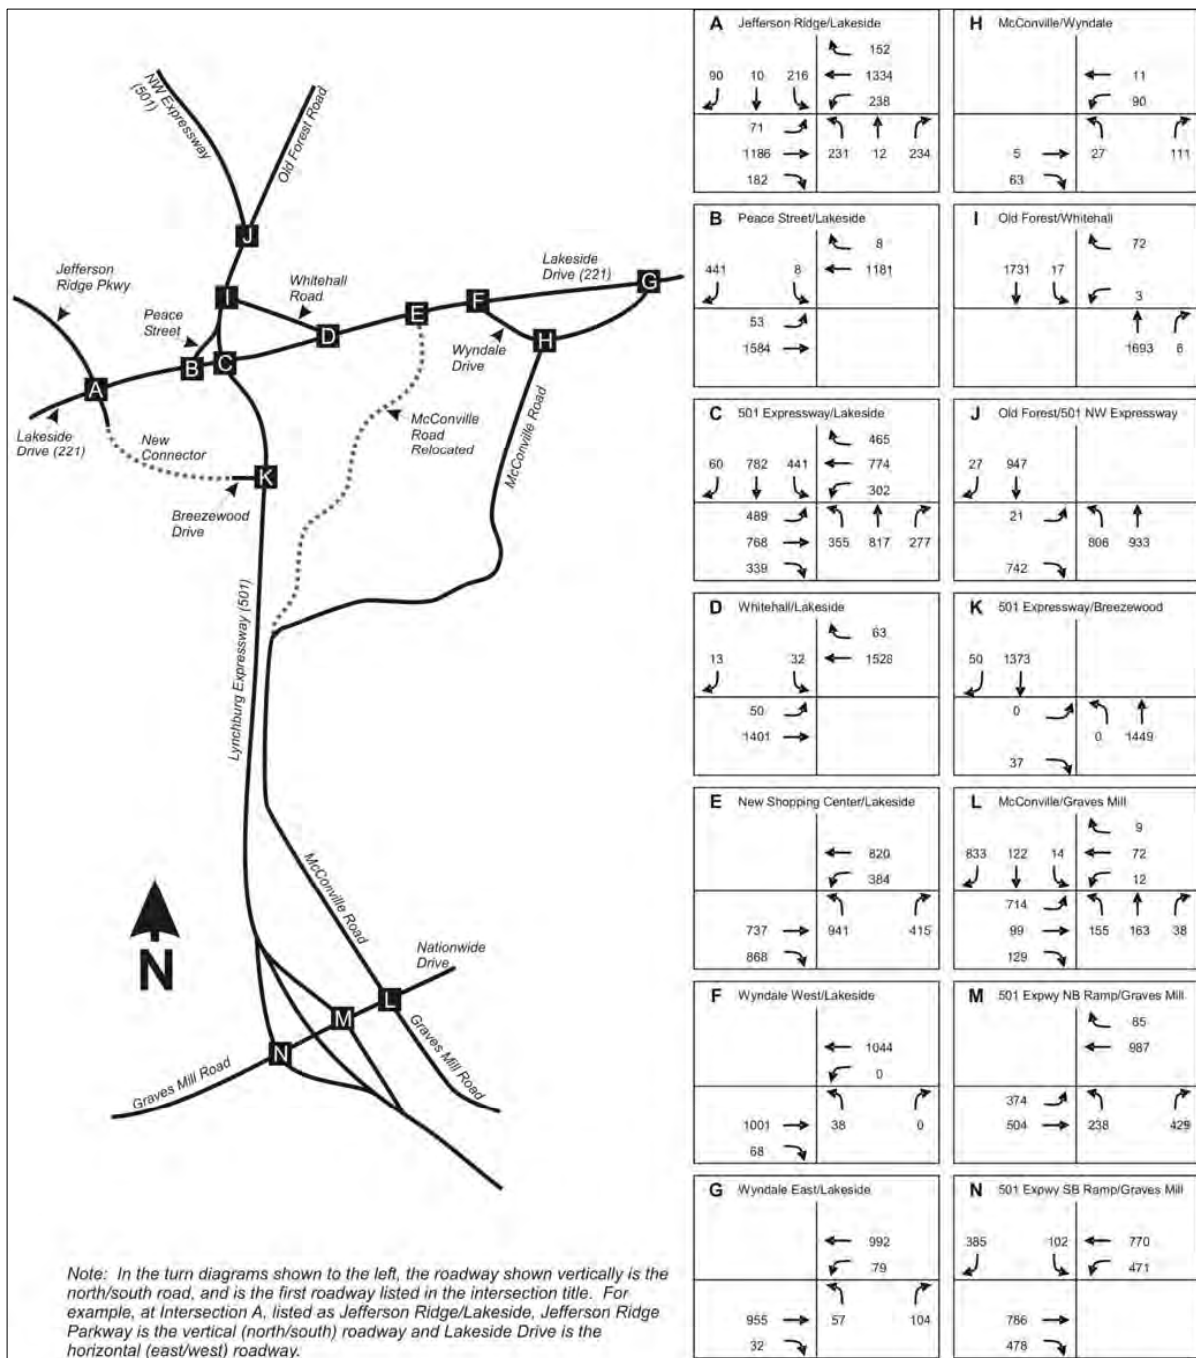 NW Expressway
(501)
Old Forest Road
J
Jefferson
Ridge Pkwy
Whitehall
Road
Lakeside
Drive (221)
G
Peace
Street
I
E
F
D
Wyndale
Drive
H
B
C
A
Lakeside
Drive (221)
New
Connector
McConville
Road
Relocated
McConville Road
K
Breezewood
Drive
Lynchburg Expressway (501)
McConville Road
N
Nationwide
Drive
L
M
N
Graves Mill Road
Graves Mill Road
Note: In the turn diagrams shown to the left, the roadway shown vertically is the
north/south road, and is the first roadway listed in the intersection title. For
example, at Intersection A, listed as Jefferson Ridge/Lakeside, Jefferson Ridge
Parkway is the vertical (north/south) roadway and Lakeside Drive is the
horizontal (east/west) roadway.
A Jefferson Ridge/Lakeside
152
90 10 216 1334
238
71
1186 231 12 234
182
B Peace Street/Lakeside
8
441 8 1181
53
1584
C 501 Expressway/Lakeside
465
60 782 441 774
302
489
768 355 817 277
339
D Whitehall/Lakeside
63
13 32 1528
50
1401
E New Shopping Center/Lakeside
820
384
737 941 415
868
F Wyndale West/Lakeside
1044
0
1001 38 0
68
G Wyndale East/Lakeside
992
79
955 57 104
32
H McConville/Wyndale
11
90
5 27 111
63
I Old Forest/Whitehall
72
1731 17
3
1693 6
J Old Forest/501 NW Expressway
27 947
21
806 933
742
K 501 Expressway/Breezewood
50 1373
0
0 1449
37
L McConville/Graves Mill
9
833 122 14 72
12
714
99 155 163 38
129
M 501 Expwy NB Ramp/Graves Mill
85
987
374
504 238 429
N 501 Expwy SB Ramp/Graves Mill
385 102 770
471
786
478